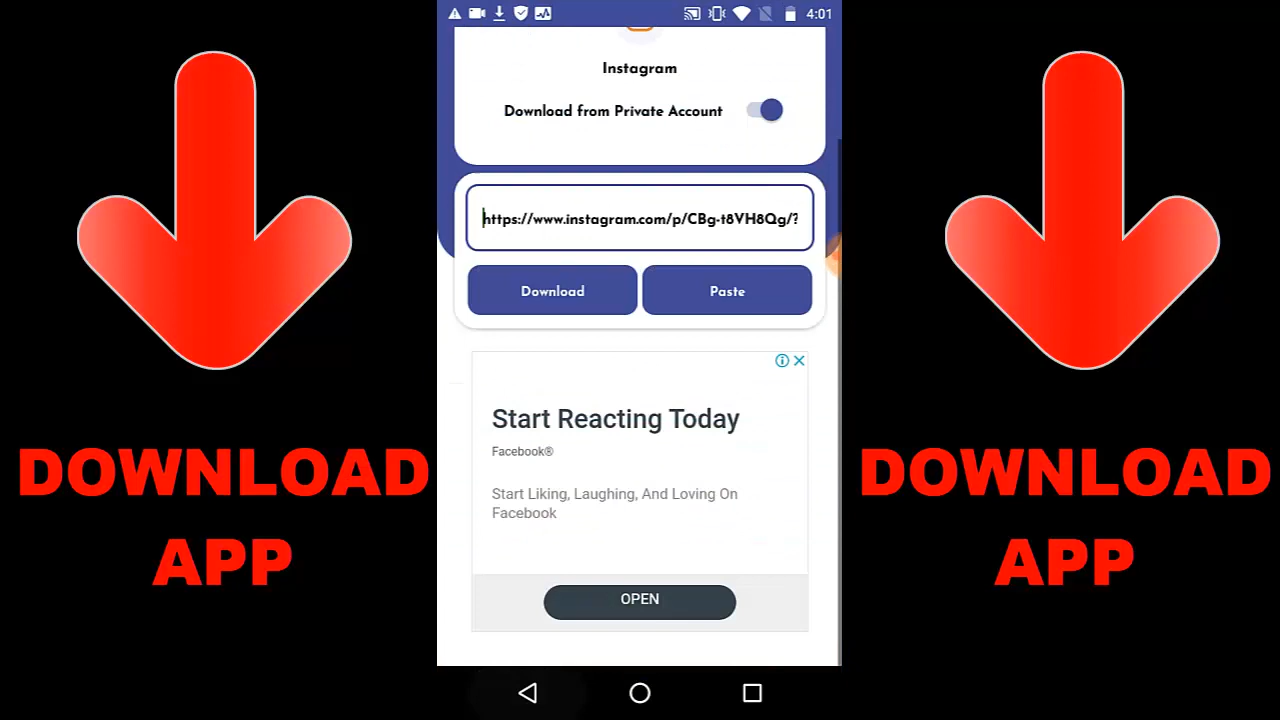 4:01
Instagram
Download from Private Account
https://www.instagram.com/p/CBg-t8VH8Qg/?
Download
Paste
Start Reacting Today
Facebook®
Start Liking, Laughing, And Loving On
Facebook
OPEN
DOWNLOAD
APP
DOWNLOAD
APP